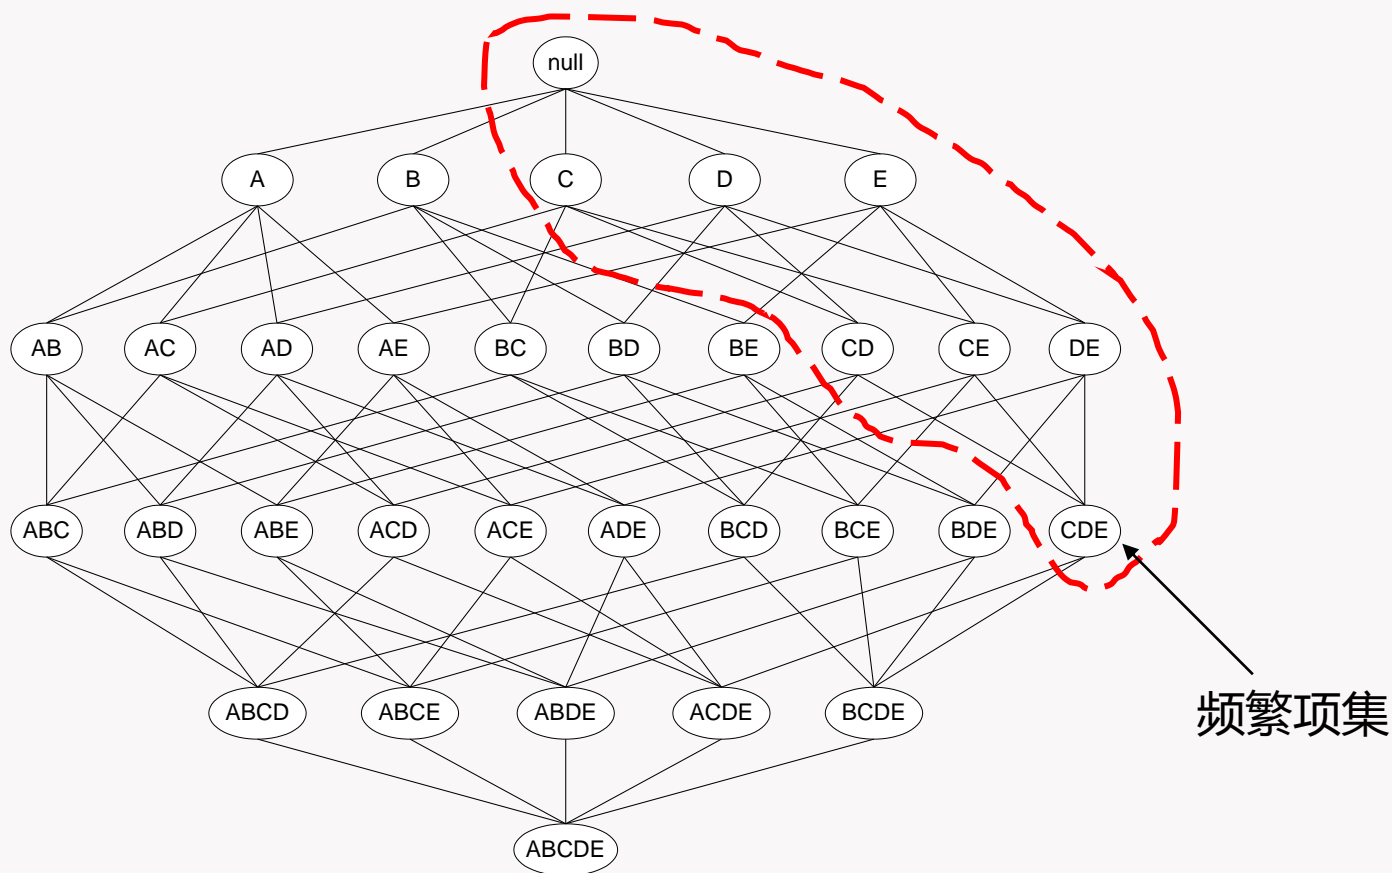 null
A B C D E
AB AC AD AE BC BD BE CD CE DE
ABC ABD ABE ACD ACE ADE BCD BCE BDE CDE
ABCD ABCE ABDE ACDE BCDE
频繁项集
ABCDE